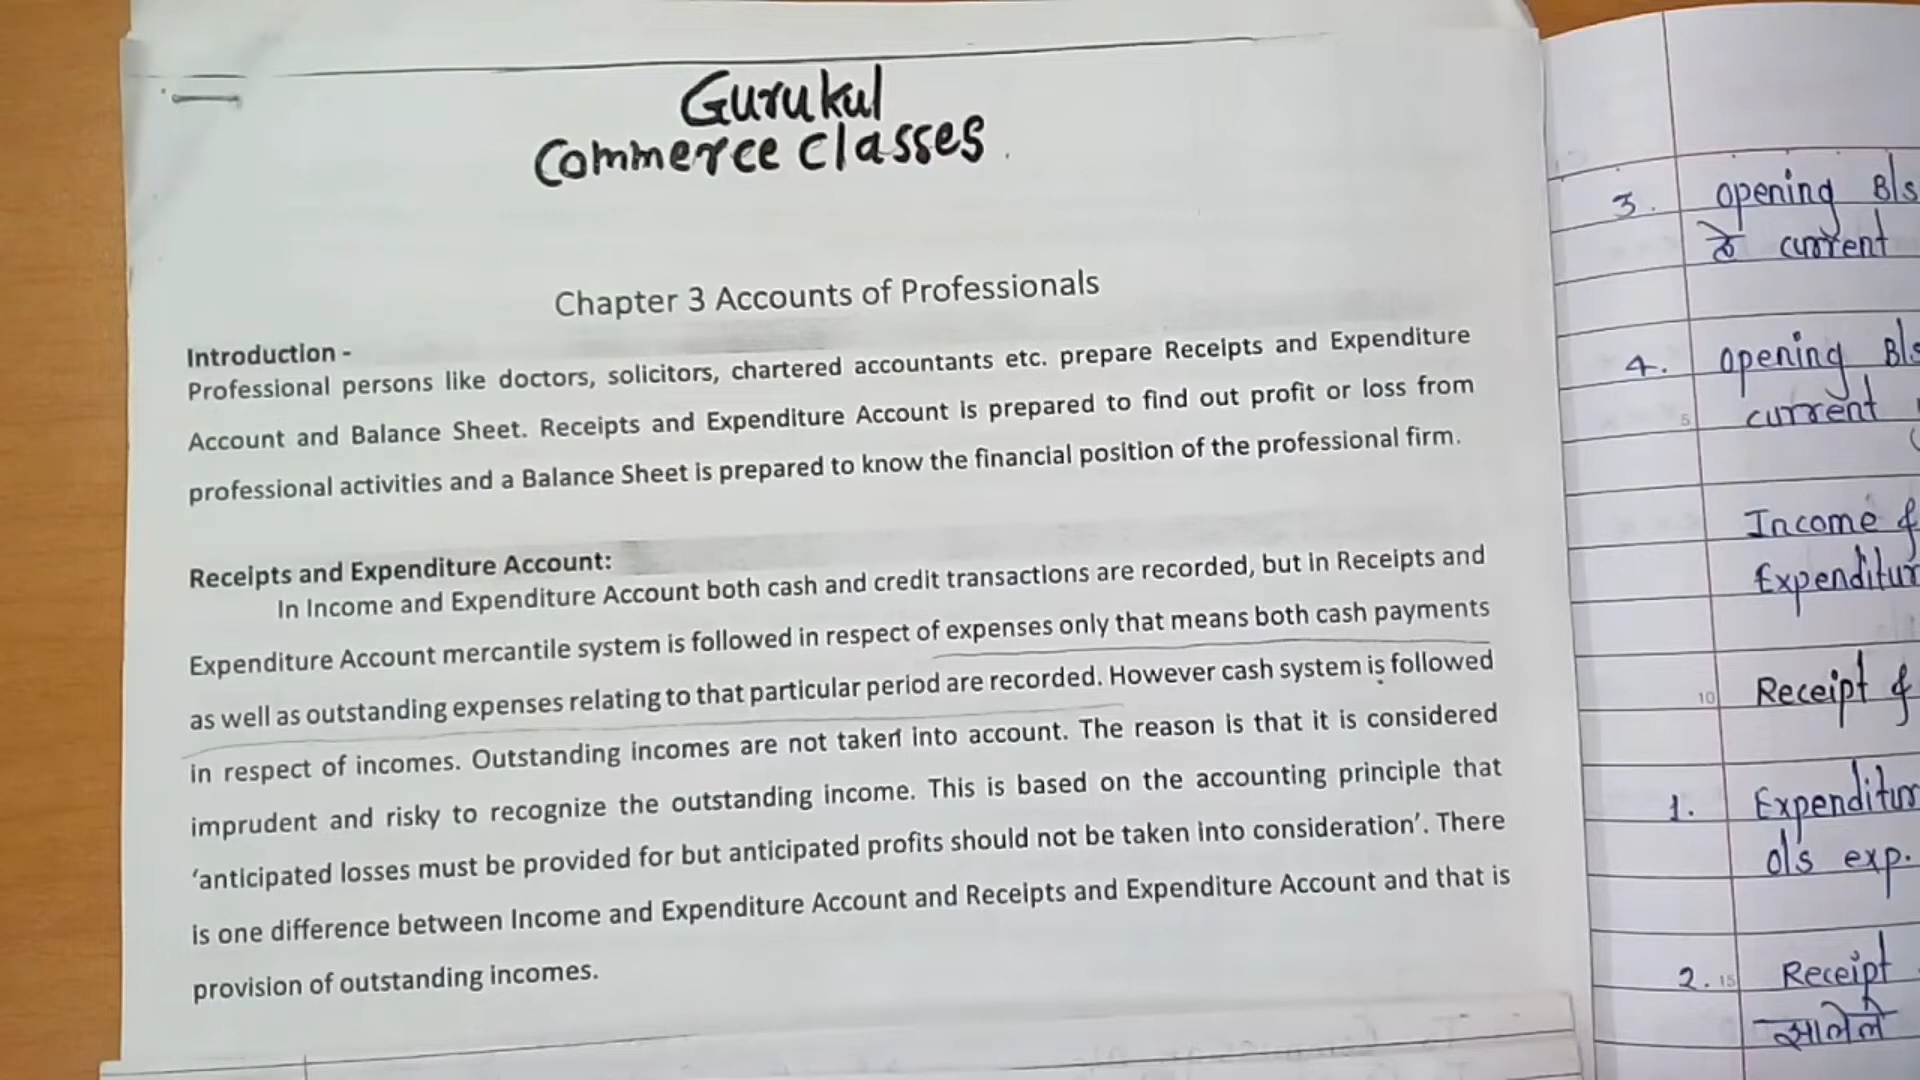 Gurukul
Commerce classes
Chapter 3 Accounts of Professionals
Introduction -
Professional persons like doctors, solicitors, chartered accountants etc. prepare Receipts and Expenditure
Account and Balance Sheet. Receipts and Expenditure Account is prepared to find out profit or loss from
professional activities and a Balance Sheet is prepared to know the financial position of the professional firm.
Receipts and Expenditure Account:
In Income and Expenditure Account both cash and credit transactions are recorded, but in Receipts and
Expenditure Account mercantile system is followed in respect of expenses only that means both cash payments
as well as outstanding expenses relating to that particular period are recorded. However cash system is followed
in respect of incomes. Outstanding incomes are not taken into account. The reason is that it is considered
imprudent and risky to recognize the outstanding income. This is based on the accounting principle that
‘anticipated losses must be provided for but anticipated profits should not be taken into consideration’. There
is one difference between Income and Expenditure Account and Receipts and Expenditure Account and that is
provision of outstanding incomes.
3. opening B/s
current
4. opening B/s
5 current
Income &
Expenditur
10 Receipt &
1. Expenditur
o/s exp.
2. 15 Receipt